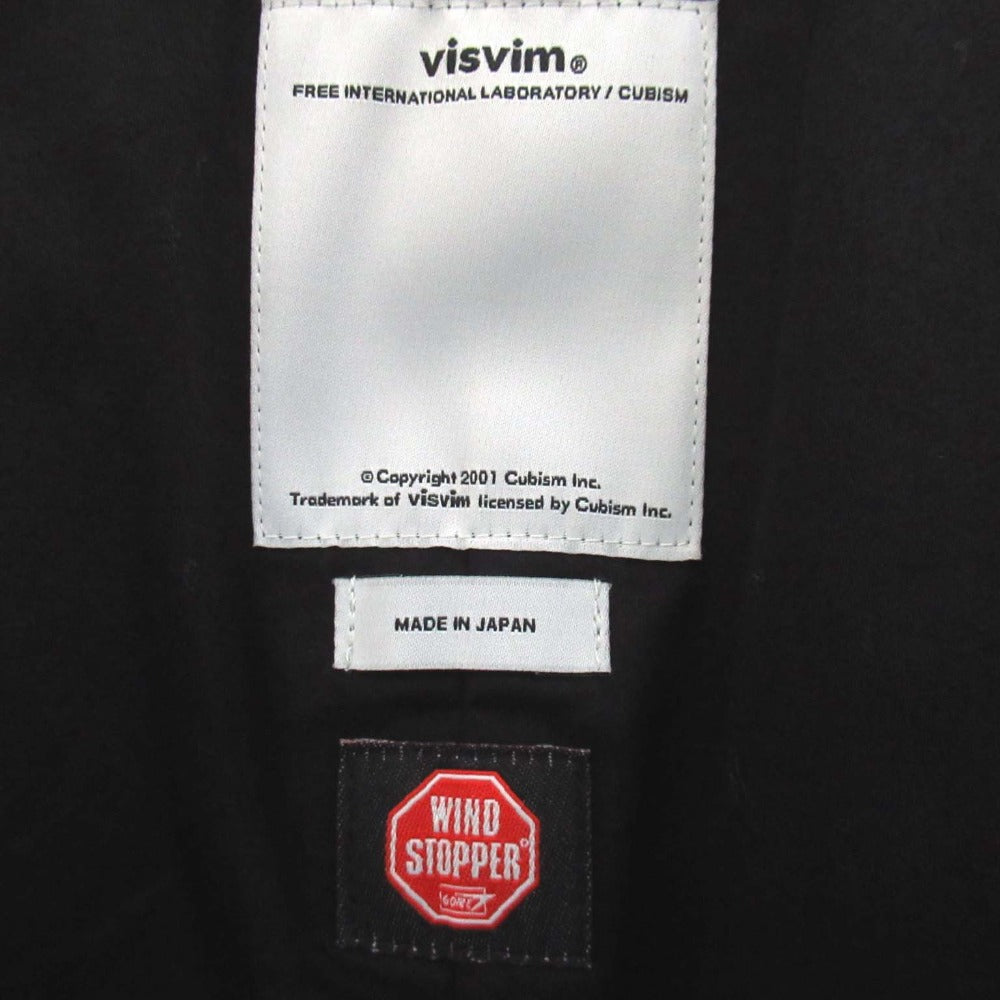 visvim®
FREE INTERNATIONAL LABORATORY / CUBISM
© Copyright 2001 Cubism Inc.
Trademark of visvim licensed by Cubism Inc.
MADE IN JAPAN
WIND
STOPPER®
GORE